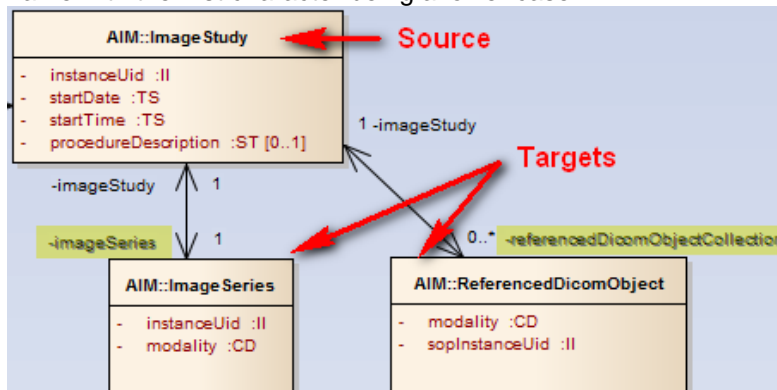 AIM::ImageStudy
Source
- instanceUid :II
- startDate :TS
- startTime :TS
- procedureDescription :ST [0..1]
1 -imageStudy
Targets
-imageStudy 1
-imageSeries 1
0..* -referencedDicomObjectCollection
AIM::ImageSeries
- instanceUid :II
- modality :CD
AIM::ReferencedDicomObject
- modality :CD
- sopInstanceUid :II